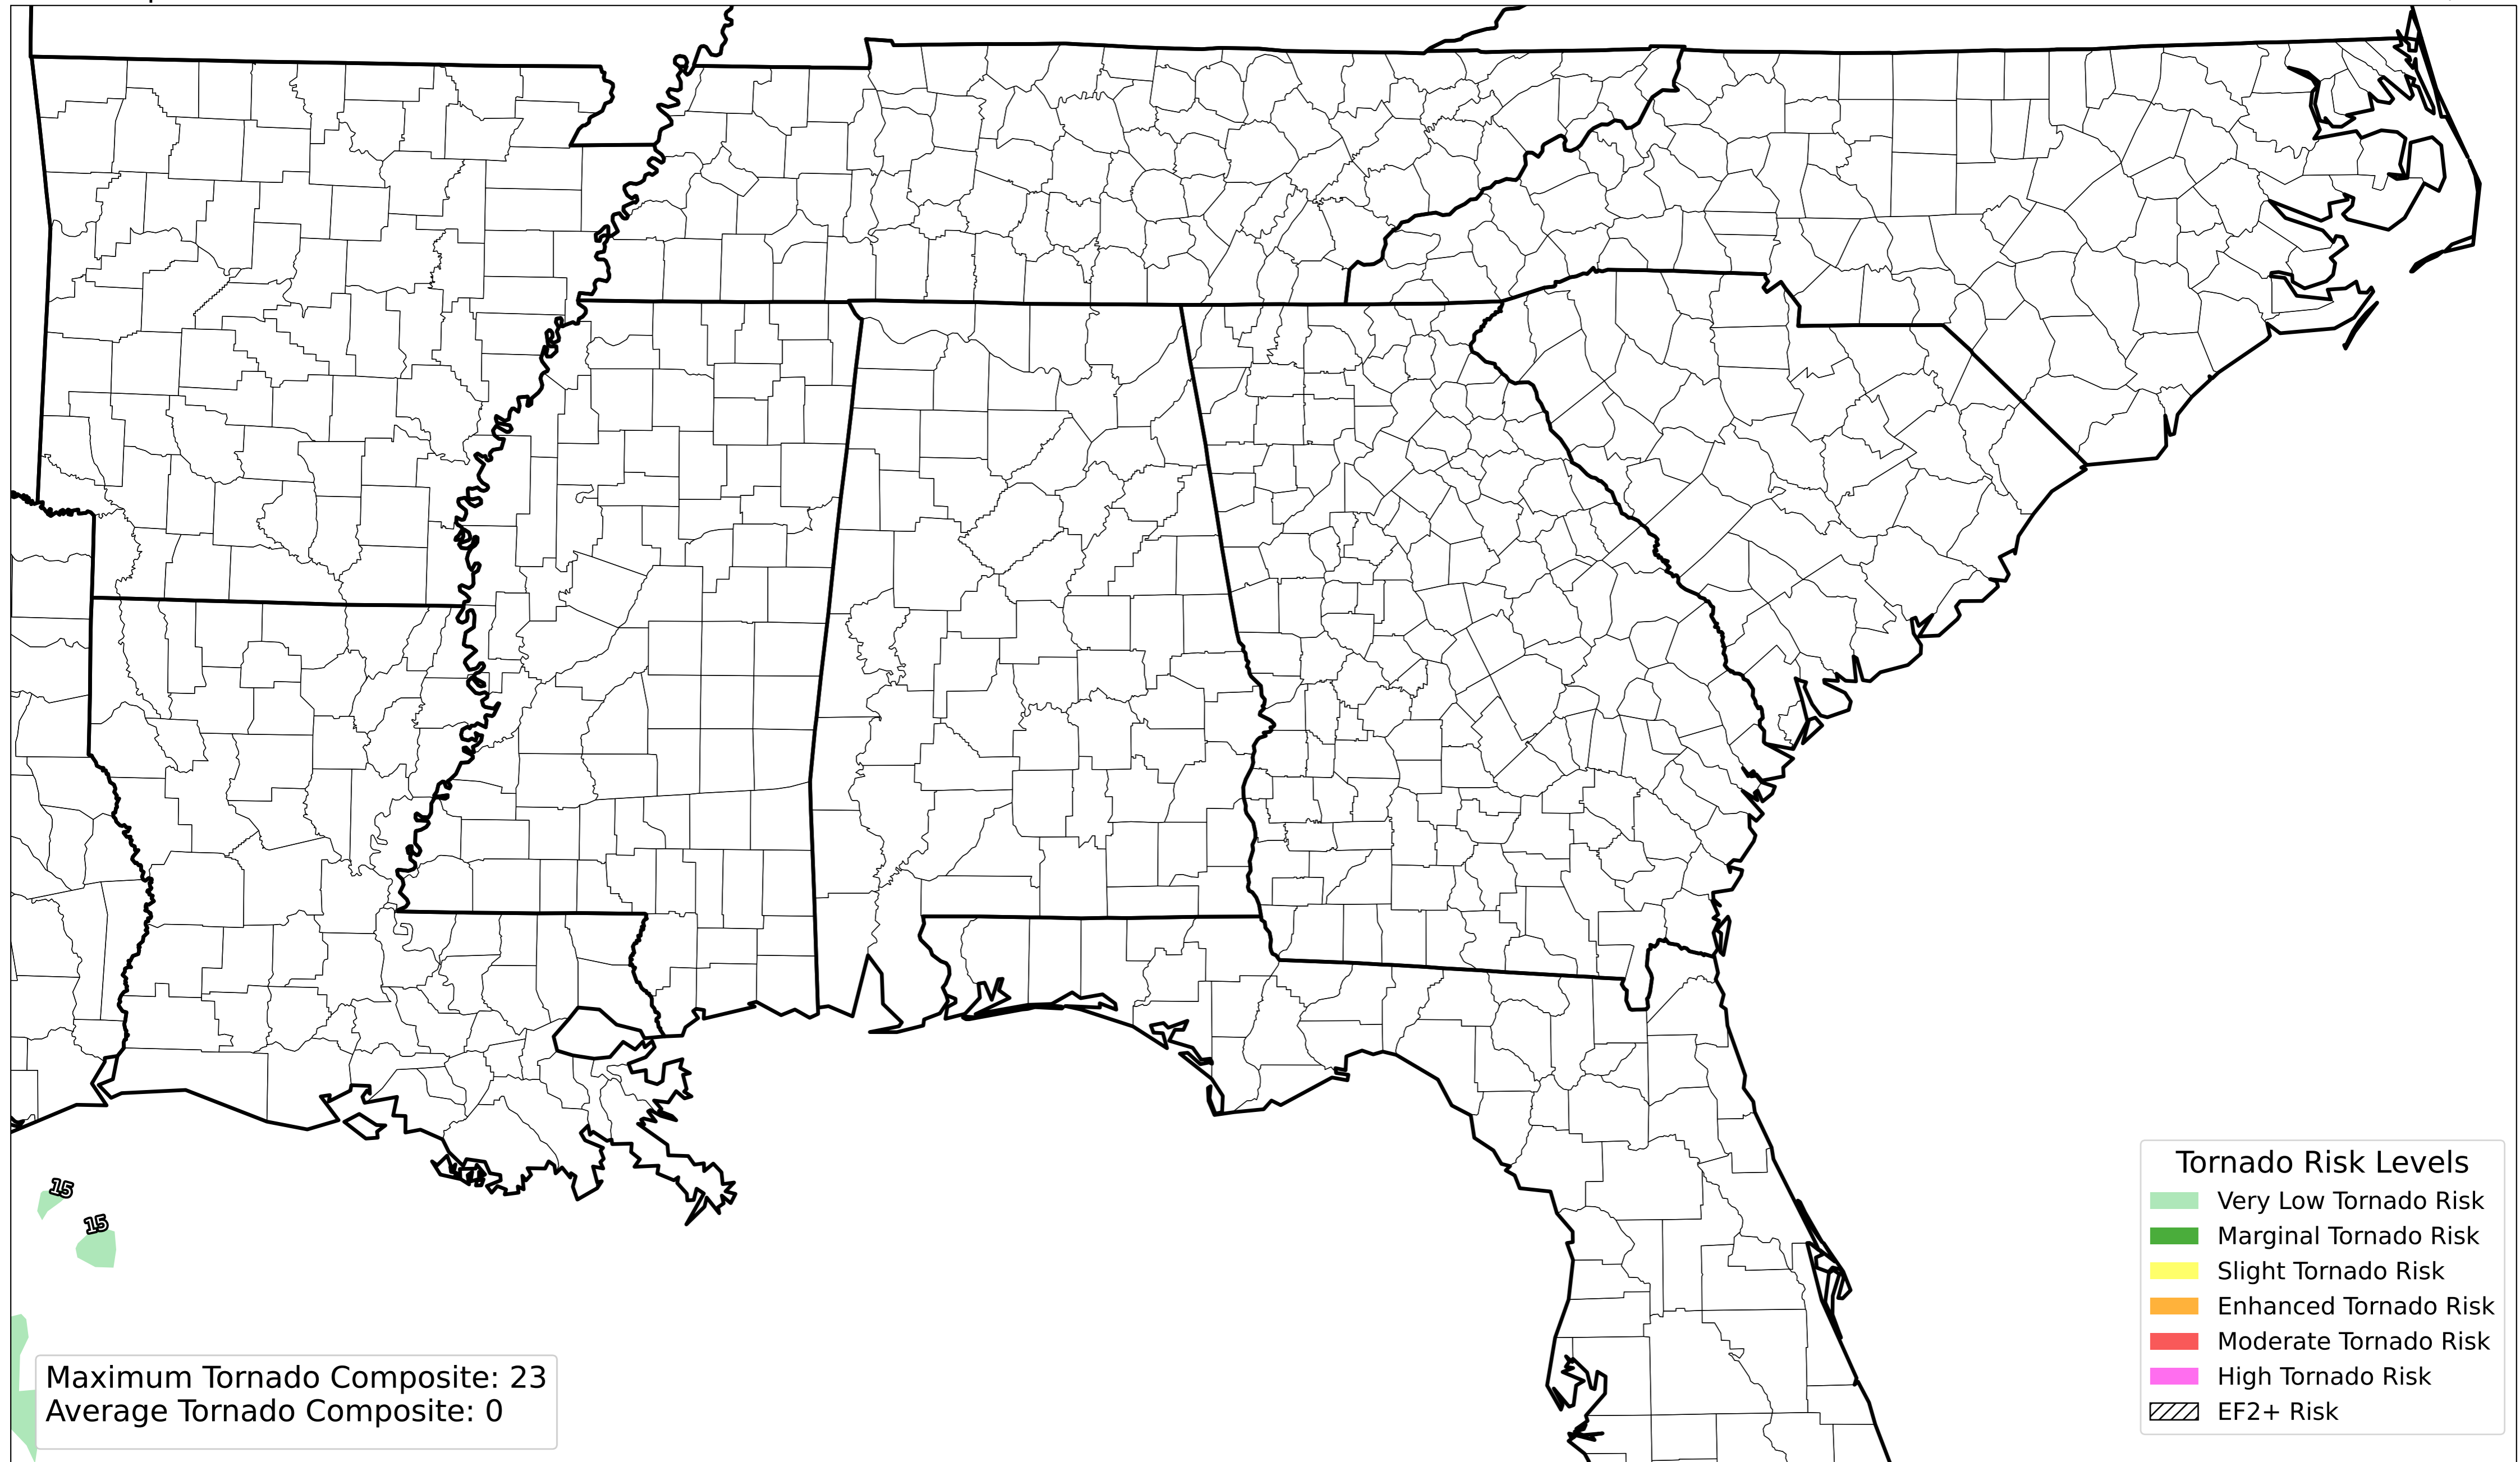 15
15
Maximum Tornado Composite: 23
Average Tornado Composite: 0
Tornado Risk Levels
Very Low Tornado Risk
Marginal Tornado Risk
Slight Tornado Risk
Enhanced Tornado Risk
Moderate Tornado Risk
High Tornado Risk
EF2+ Risk